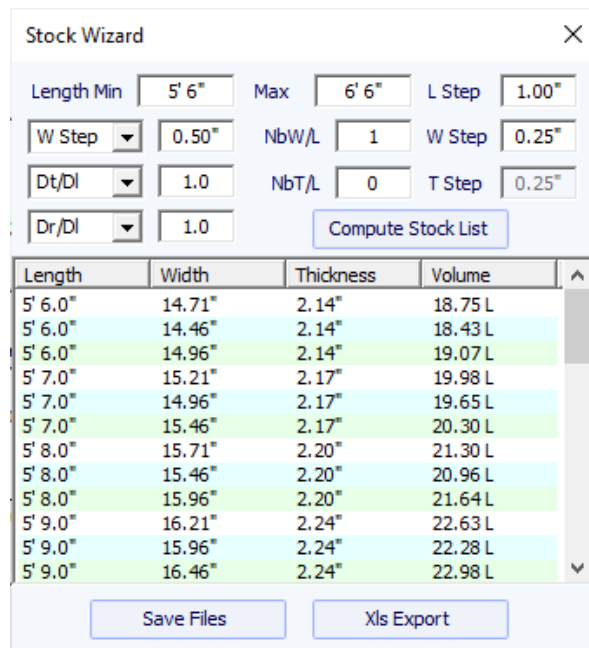 Stock Wizard
Length Min 5' 6" Max 6' 6" L Step 1.00"
W Step 0.50" NbW/L 1 W Step 0.25"
Dt/Dl 1.0 NbT/L 0 T Step 0.25"
Dr/Dl 1.0 Compute Stock List
Length Width Thickness Volume
5' 6.0" 14.71" 2.14" 18.75 L
5' 6.0" 14.46" 2.14" 18.43 L
5' 6.0" 14.96" 2.14" 19.07 L
5' 7.0" 15.21" 2.17" 19.98 L
5' 7.0" 14.96" 2.17" 19.65 L
5' 7.0" 15.46" 2.17" 20.30 L
5' 8.0" 15.71" 2.20" 21.30 L
5' 8.0" 15.46" 2.20" 20.96 L
5' 8.0" 15.96" 2.20" 21.64 L
5' 9.0" 16.21" 2.24" 22.63 L
5' 9.0" 15.96" 2.24" 22.28 L
5' 9.0" 16.46" 2.24" 22.98 L
Save Files Xls Export